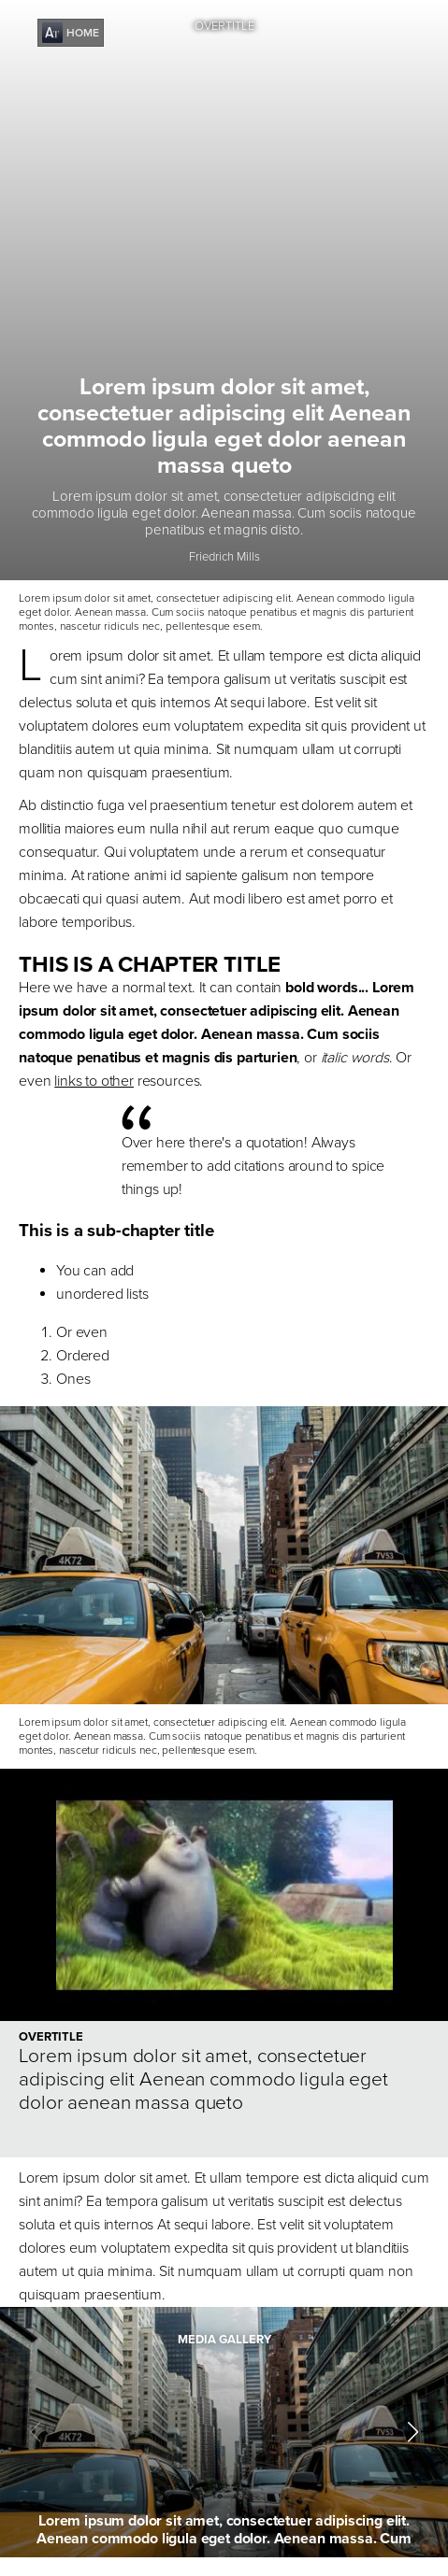 HOME
OVERTITLE
Lorem ipsum dolor sit amet,
consectetuer adipiscing elit Aenean
commodo ligula eget dolor aenean
massa queto
Lorem ipsum dolor sit amet, consectetuer adipiscidng elit
commodo ligula eget dolor. Aenean massa. Cum sociis natoque
penatibus et magnis disto.
Friedrich Mills
Lorem ipsum dolor sit amet, consectetuer adipiscing elit. Aenean commodo ligula
eget dolor. Aenean massa. Cum sociis natoque penatibus et magnis dis parturient
montes, nascetur ridiculs nec, pellentesque esem.
Lorem ipsum dolor sit amet. Et ullam tempore est dicta aliquid
cum sint animi? Ea tempora galisum ut veritatis suscipit est
delectus soluta et quis internos At sequi labore. Est velit sit
voluptatem dolores eum voluptatem expedita sit quis provident ut
blanditiis autem ut quia minima. Sit numquam ullam ut corrupti
quam non quisquam praesentium.
Ab distinctio fuga vel praesentium tenetur est dolorem autem et
mollitia maiores eum nulla nihil aut rerum eaque quo cumque
consequatur. Qui voluptatem unde a rerum et consequatur
minima. At ratione animi id sapiente galisum non tempore
obcaecati qui quasi autem. Aut modi libero est amet porro et
labore temporibus.
THIS IS A CHAPTER TITLE
Here we have a normal text. It can contain bold words... Lorem
ipsum dolor sit amet, consectetuer adipiscing elit. Aenean
commodo ligula eget dolor. Aenean massa. Cum sociis
natoque penatibus et magnis dis parturien, or italic words. Or
even links to other resources.
“
Over here there's a quotation! Always
remember to add citations around to spice
things up!
This is a sub-chapter title
• You can add
• unordered lists
1. Or even
2. Ordered
3. Ones
4K72
7V53
Lorem ipsum dolor sit amet, consectetuer adipiscing elit. Aenean commodo ligula
eget dolor. Aenean massa. Cum sociis natoque penatibus et magnis dis parturient
montes, nascetur ridiculs nec, pellentesque esem.
OVERTITLE
Lorem ipsum dolor sit amet, consectetuer
adipiscing elit Aenean commodo ligula eget
dolor aenean massa queto
Lorem ipsum dolor sit amet. Et ullam tempore est dicta aliquid cum
sint animi? Ea tempora galisum ut veritatis suscipit est delectus
soluta et quis internos At sequi labore. Est velit sit voluptatem
dolores eum voluptatem expedita sit quis provident ut blanditiis
autem ut quia minima. Sit numquam ullam ut corrupti quam non
quisquam praesentium.
MEDIA GALLERY
4K72
7V53
Lorem ipsum dolor sit amet, consectetuer adipiscing elit.
Aenean commodo ligula eget dolor. Aenean massa. Cum